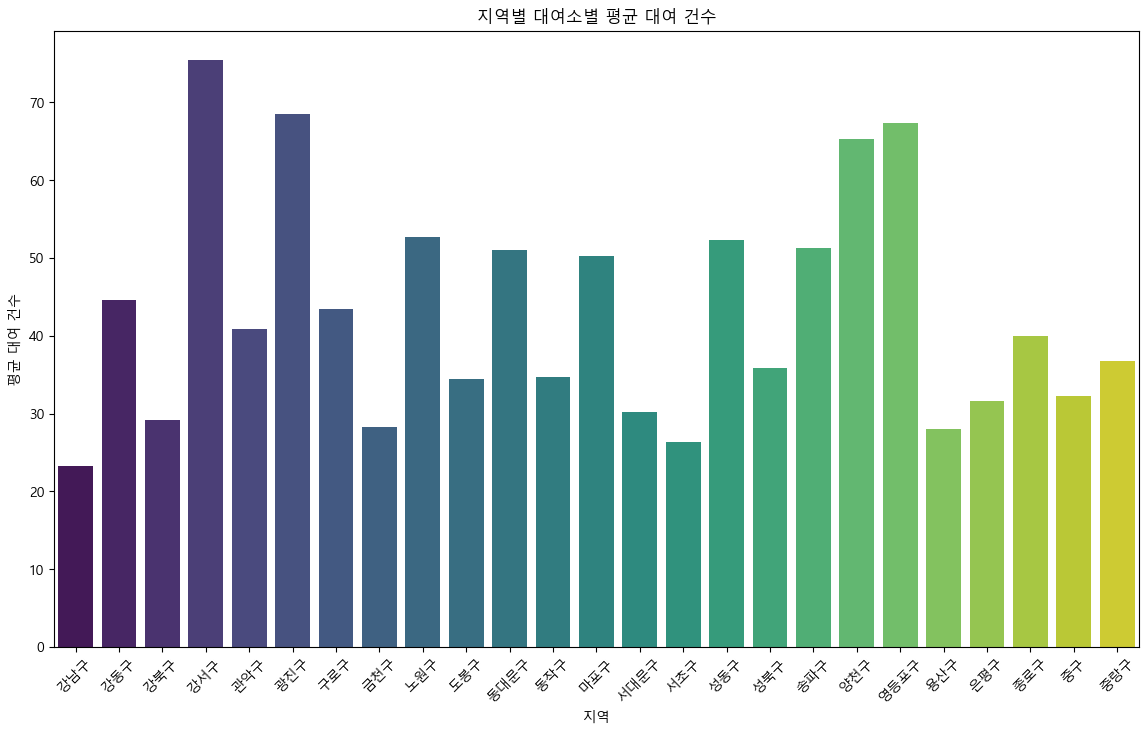 지역별 대여소별 평균 대여 건수
평균 대여 건수
70
60
50
40
30
20
10
0
강남구
강동구
강북구
강서구
관악구
광진구
구로구
금천구
노원구
도봉구
동대문구
동작구
마포구
서대문구
서초구
성동구
성북구
송파구
양천구
영등포구
용산구
은평구
종로구
중구
중랑구
지역